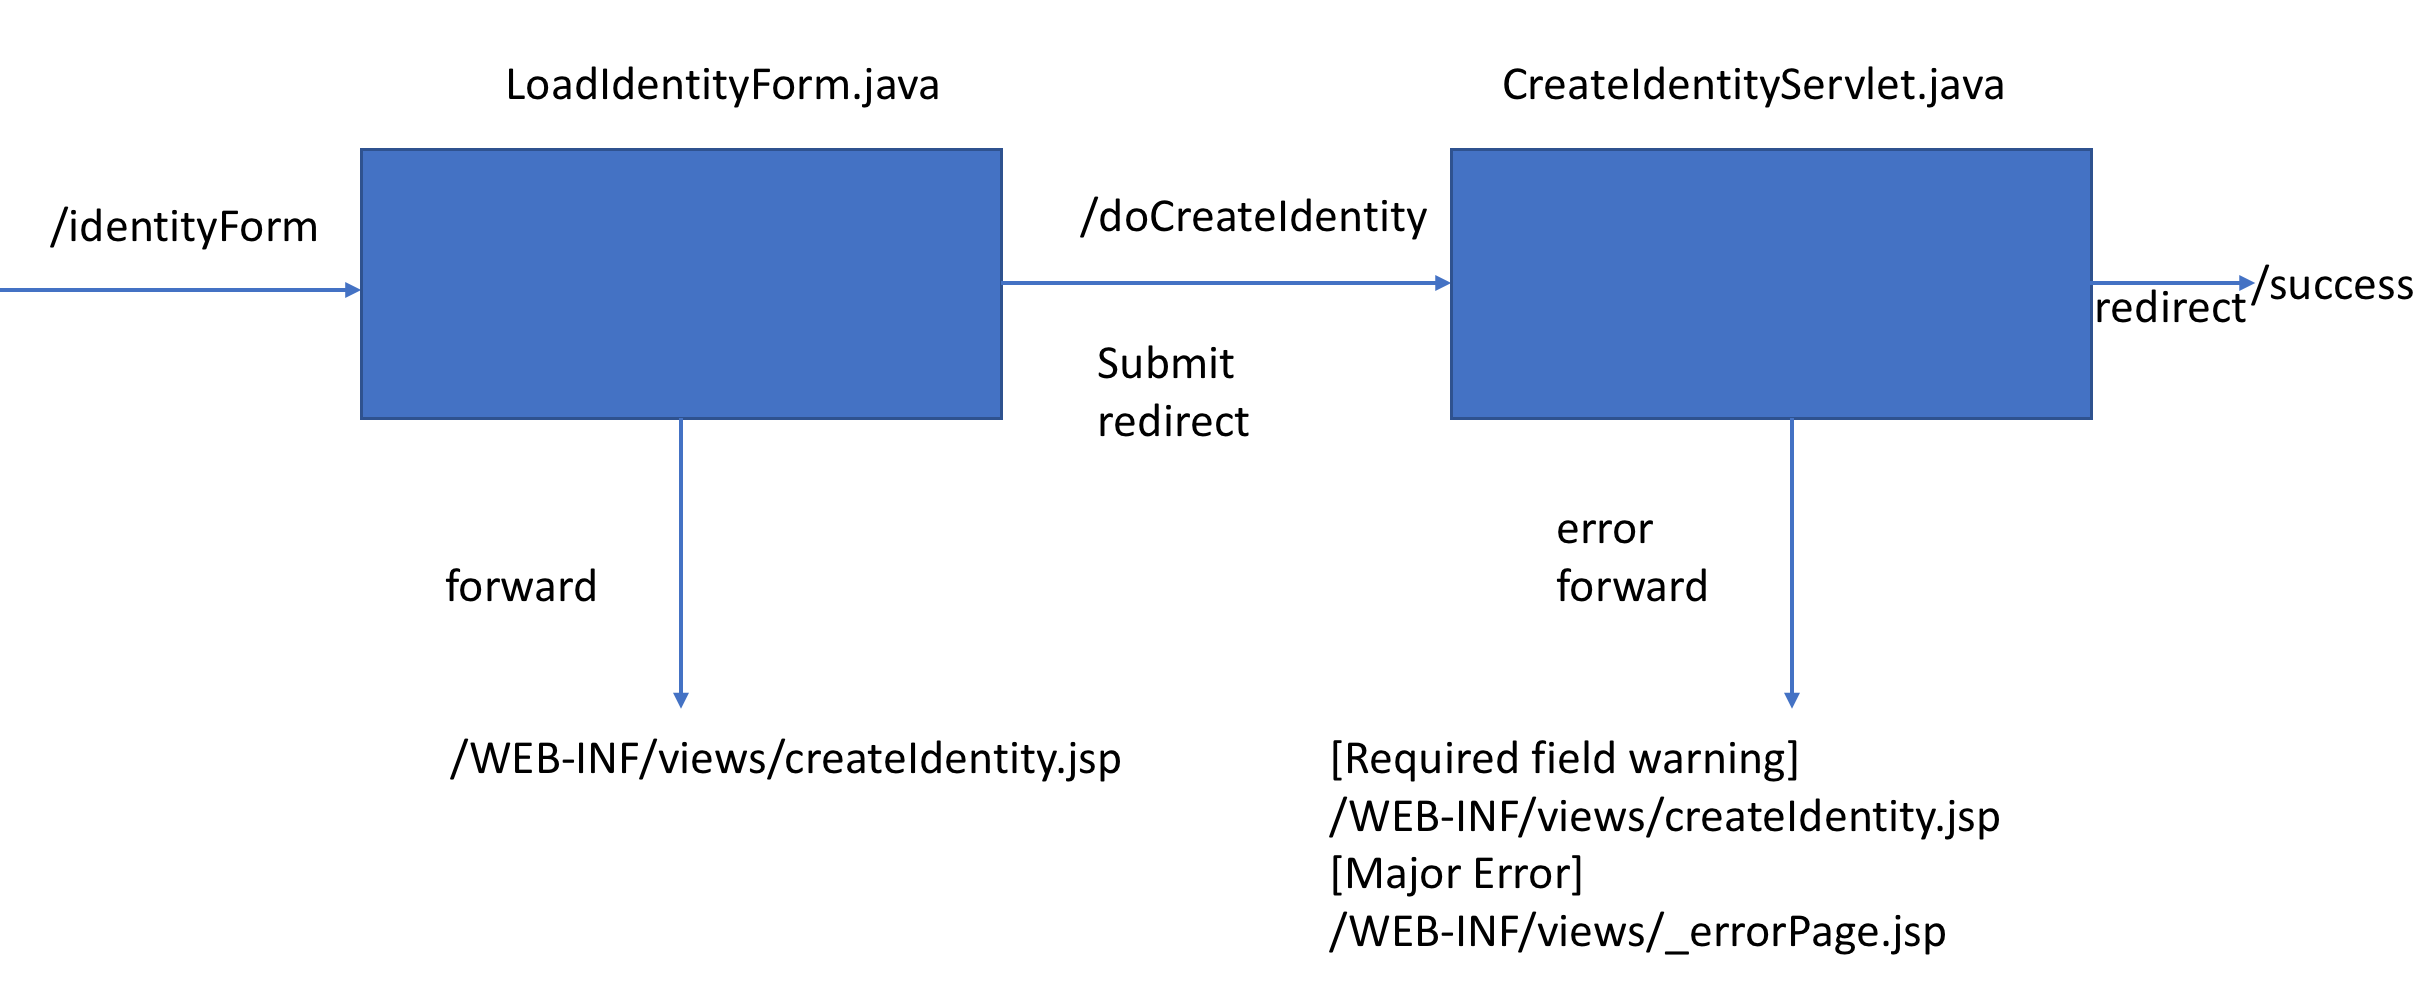 LoadIdentityForm.java
CreateIdentityServlet.java
/identityForm
/doCreateIdentity
/success
redirect
Submit
redirect
forward
error
forward
/WEB-INF/views/createIdentity.jsp
[Required field warning]
/WEB-INF/views/createIdentity.jsp
[Major Error]
/WEB-INF/views/_errorPage.jsp